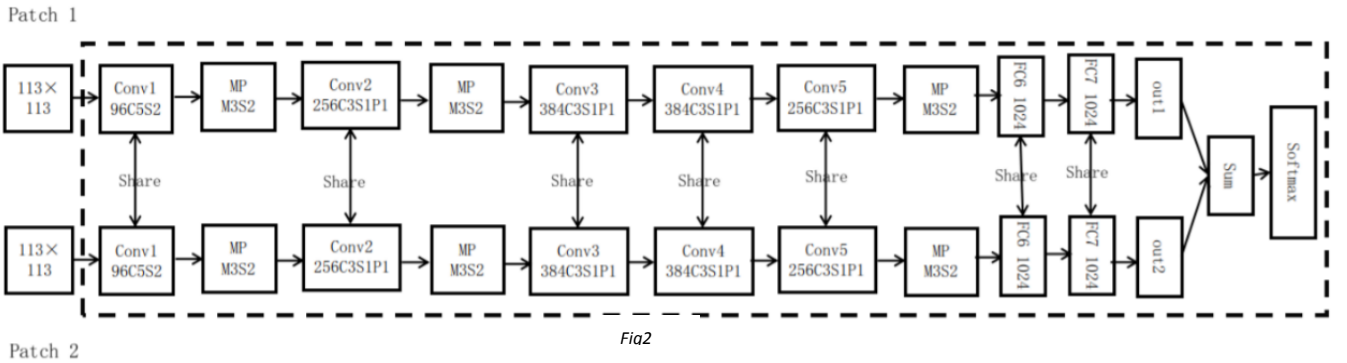 Patch 1
113×
113
Conv1
96C5S2
MP
M3S2
Conv2
256C3S1P1
MP
M3S2
Conv3
384C3S1P1
Conv4
384C3S1P1
Conv5
256C3S1P1
MP
M3S2
FC6 1024
FC7 1024
out1
Share
Share
Share
Share
Share
Share
Share
Sum
Softmax
113×
113
Conv1
96C5S2
MP
M3S2
Conv2
256C3S1P1
MP
M3S2
Conv3
384C3S1P1
Conv4
384C3S1P1
Conv5
256C3S1P1
MP
M3S2
FC6 1024
FC7 1024
out2
Fig2
Patch 2